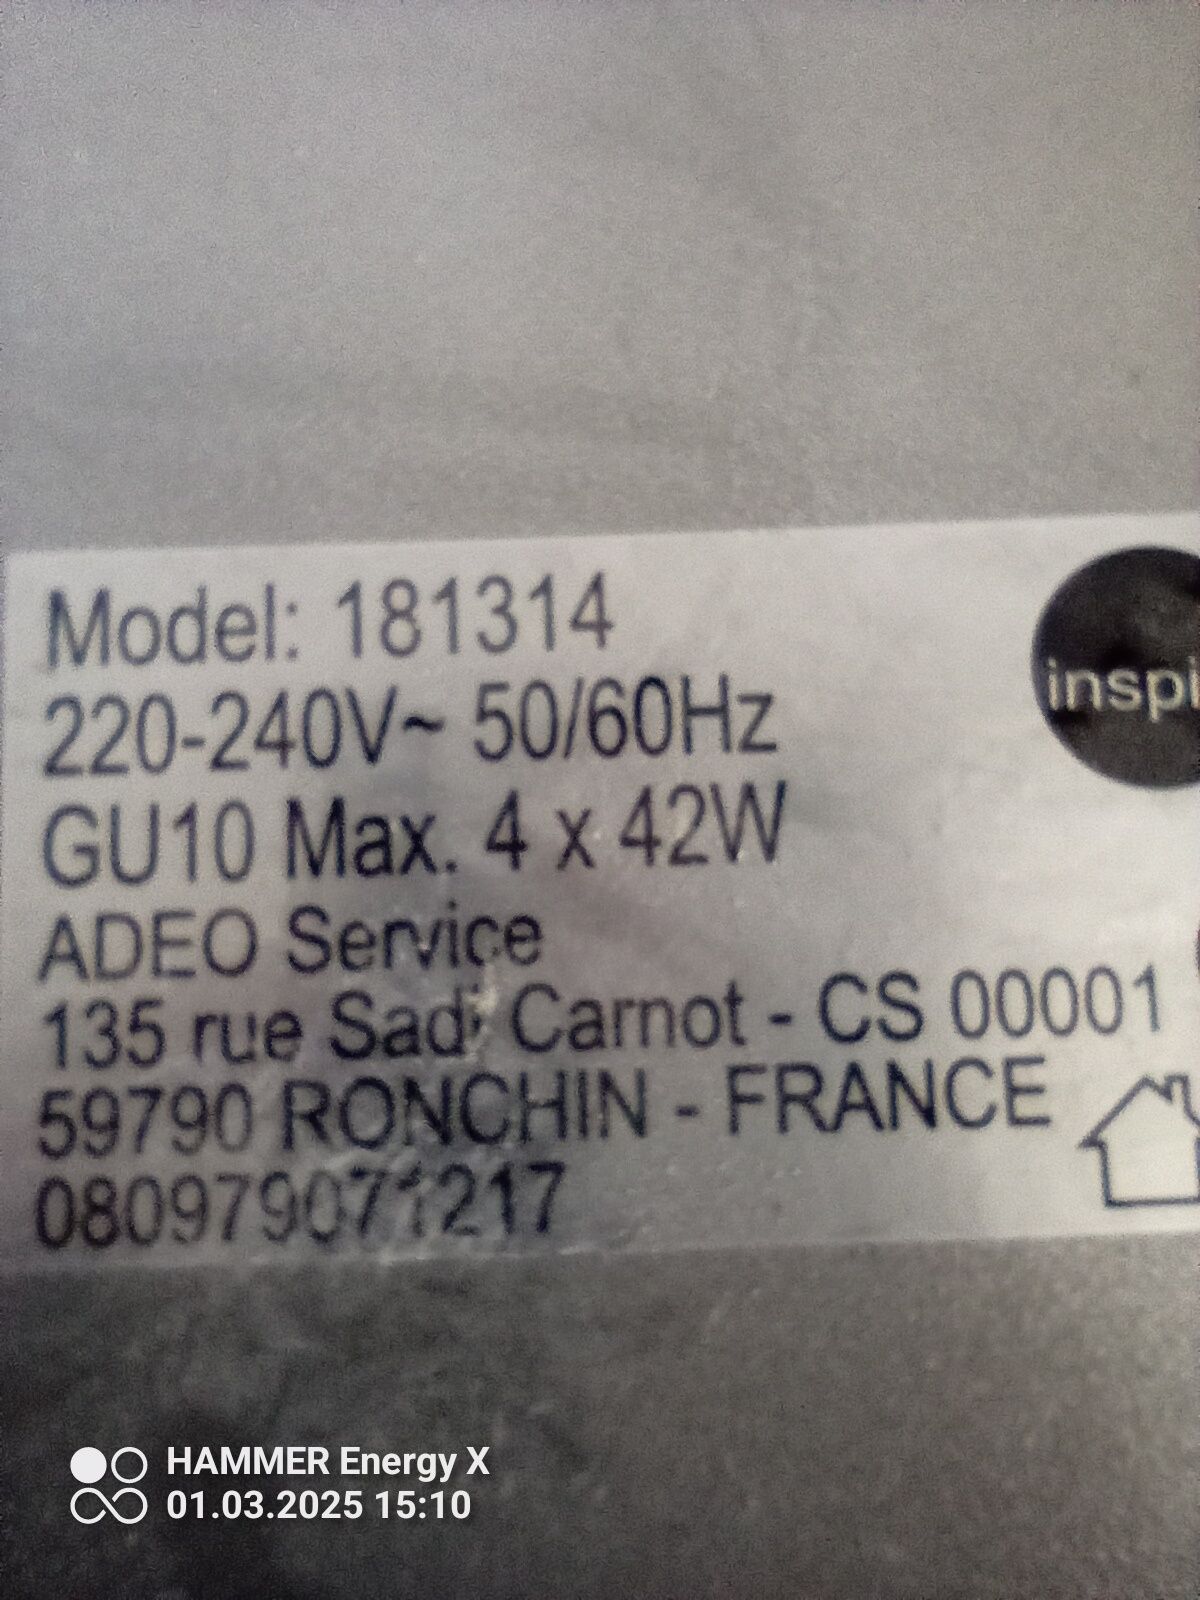 Model: 181314
inspi
220-240V~ 50/60Hz
GU10 Max. 4 x 42W
ADEO Service
135 rue Sadi Carnot - CS 00001
59790 RONCHIN - FRANCE
080979071217
HAMMER Energy X
01.03.2025 15:10